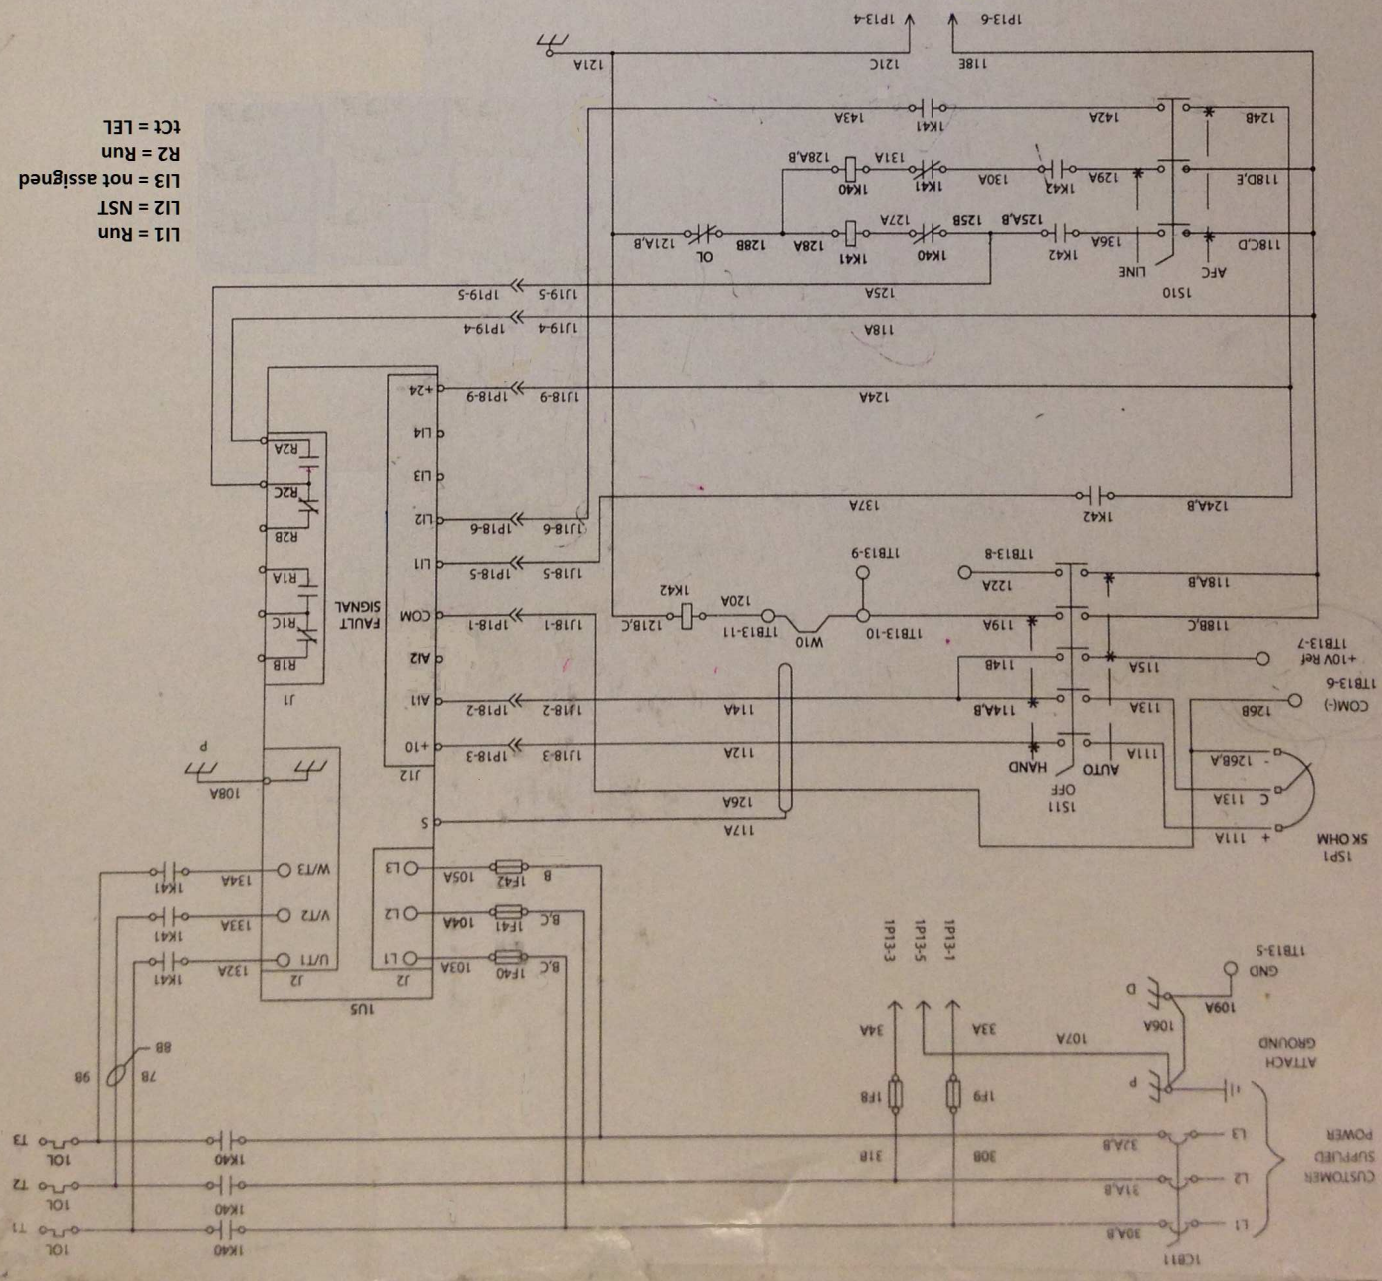 1CB11
1K40
1OL
L1
30A,B
T1
1K40
1OL
CUSTOMER
SUPPLIED
POWER
L2
31A,B
T2
30B
31B
1K40
1OL
L3
32A,B
T3
1F9
1F8
P
ATTACH
GROUND
7B
9B
8B
107A
33A
34A
106A
109A
D
GND
1TB13-5
1P13-1
1P13-5
1P13-3
1U5
J2
J2
B,C
1F40
103A
L1
U/T1
132A
1K41
B,C
1F41
104A
L2
V/T2
133A
1K41
B
1F42
105A
L3
W/T3
134A
1K41
1SP1
5K OHM
+
111A
117A
S
126A
C
113A
1S11
OFF
108A
P
-
126B,A
111A
AUTO
HAND
112A
1J18-3
1P18-3
+10
J12
COM(-)
1TB13-6
126B
113A
114A,B
114A
1J18-2
1P18-2
AI1
J1
+10V Ref
1TB13-7
115A
114B
AI2
R1B
118B,C
119A
1TB13-10
W10
1TB13-11
120A
1K42
121B,C
1J18-1
1P18-1
COM
FAULT
SIGNAL
R1C
118A,B
122A
1TB13-8
1TB13-9
1J18-5
1P18-5
LI1
R1A
1K42
1J18-6
1P18-6
LI2
R2B
124A,B
137A
LI3
R2C
LI4
R2A
124A
1J18-9
1P18-9
+24
118A
1J19-4
1P19-4
1S10
125A
1J19-5
1P19-5
AFC
LINE
118C,D
136A
1K42
125A,B
125B
1K40
127A
1K41
128A
128B
OL
121A,B
118D,E
129A
1K42
130A
1K41
131A
1K40
128A,B
124B
142A
1K41
143A
118E
121C
121A
1P13-6
1P13-4
LI1 = Run
LI2 = NST
LI3 = not assigned
R2 = Run
tCt = LEL